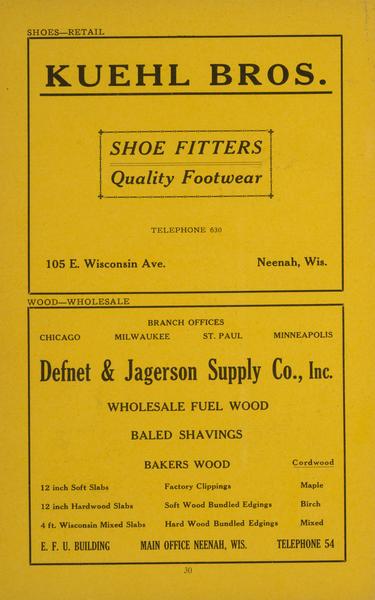 SHOES—RETAIL
KUEHL BROS.
SHOE FITTERS
Quality Footwear
TELEPHONE 630
105 E. Wisconsin Ave. Neenah, Wis.
WOOD—WHOLESALE
BRANCH OFFICES
CHICAGO MILWAUKEE ST. PAUL MINNEAPOLIS
Defnet & Jagerson Supply Co., Inc.
WHOLESALE FUEL WOOD
BALED SHAVINGS
BAKERS WOOD Cordwood
12 inch Soft Slabs Factory Clippings Maple
12 inch Hardwood Slabs Soft Wood Bundled Edgings Birch
4 ft. Wisconsin Mixed Slabs Hard Wood Bundled Edgings Mixed
E. F. U. BUILDING MAIN OFFICE NEENAH, WIS. TELEPHONE 54
30